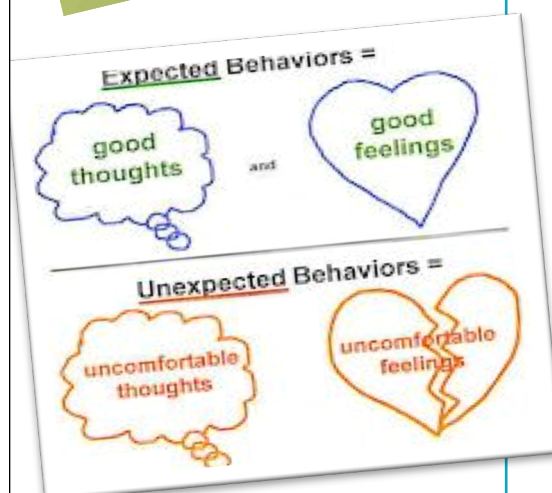 Expected Behaviors =
good
thoughts
and
good
feelings
Unexpected Behaviors =
uncomfortable
thoughts
uncomfortable
feelings